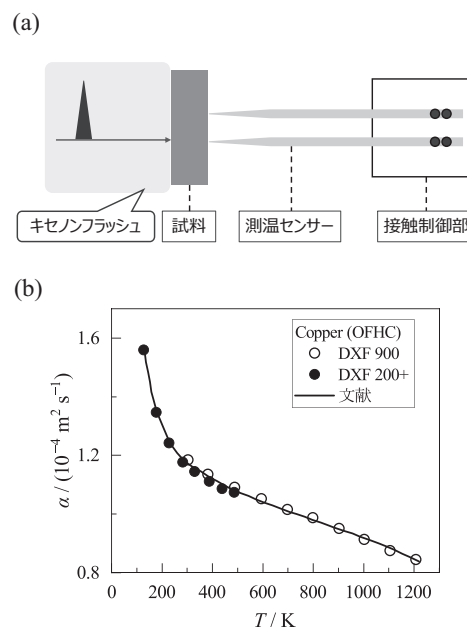 (a)
キセノンフラッシュ
試料
測温センサー
接触制御部
(b)
α / (10⁻⁴ m² s⁻¹)
1.6
1.2
0.8
Copper (OFHC)
DXF 900
DXF 200+
文献
0 200 400 600 800 1000 1200
T / K